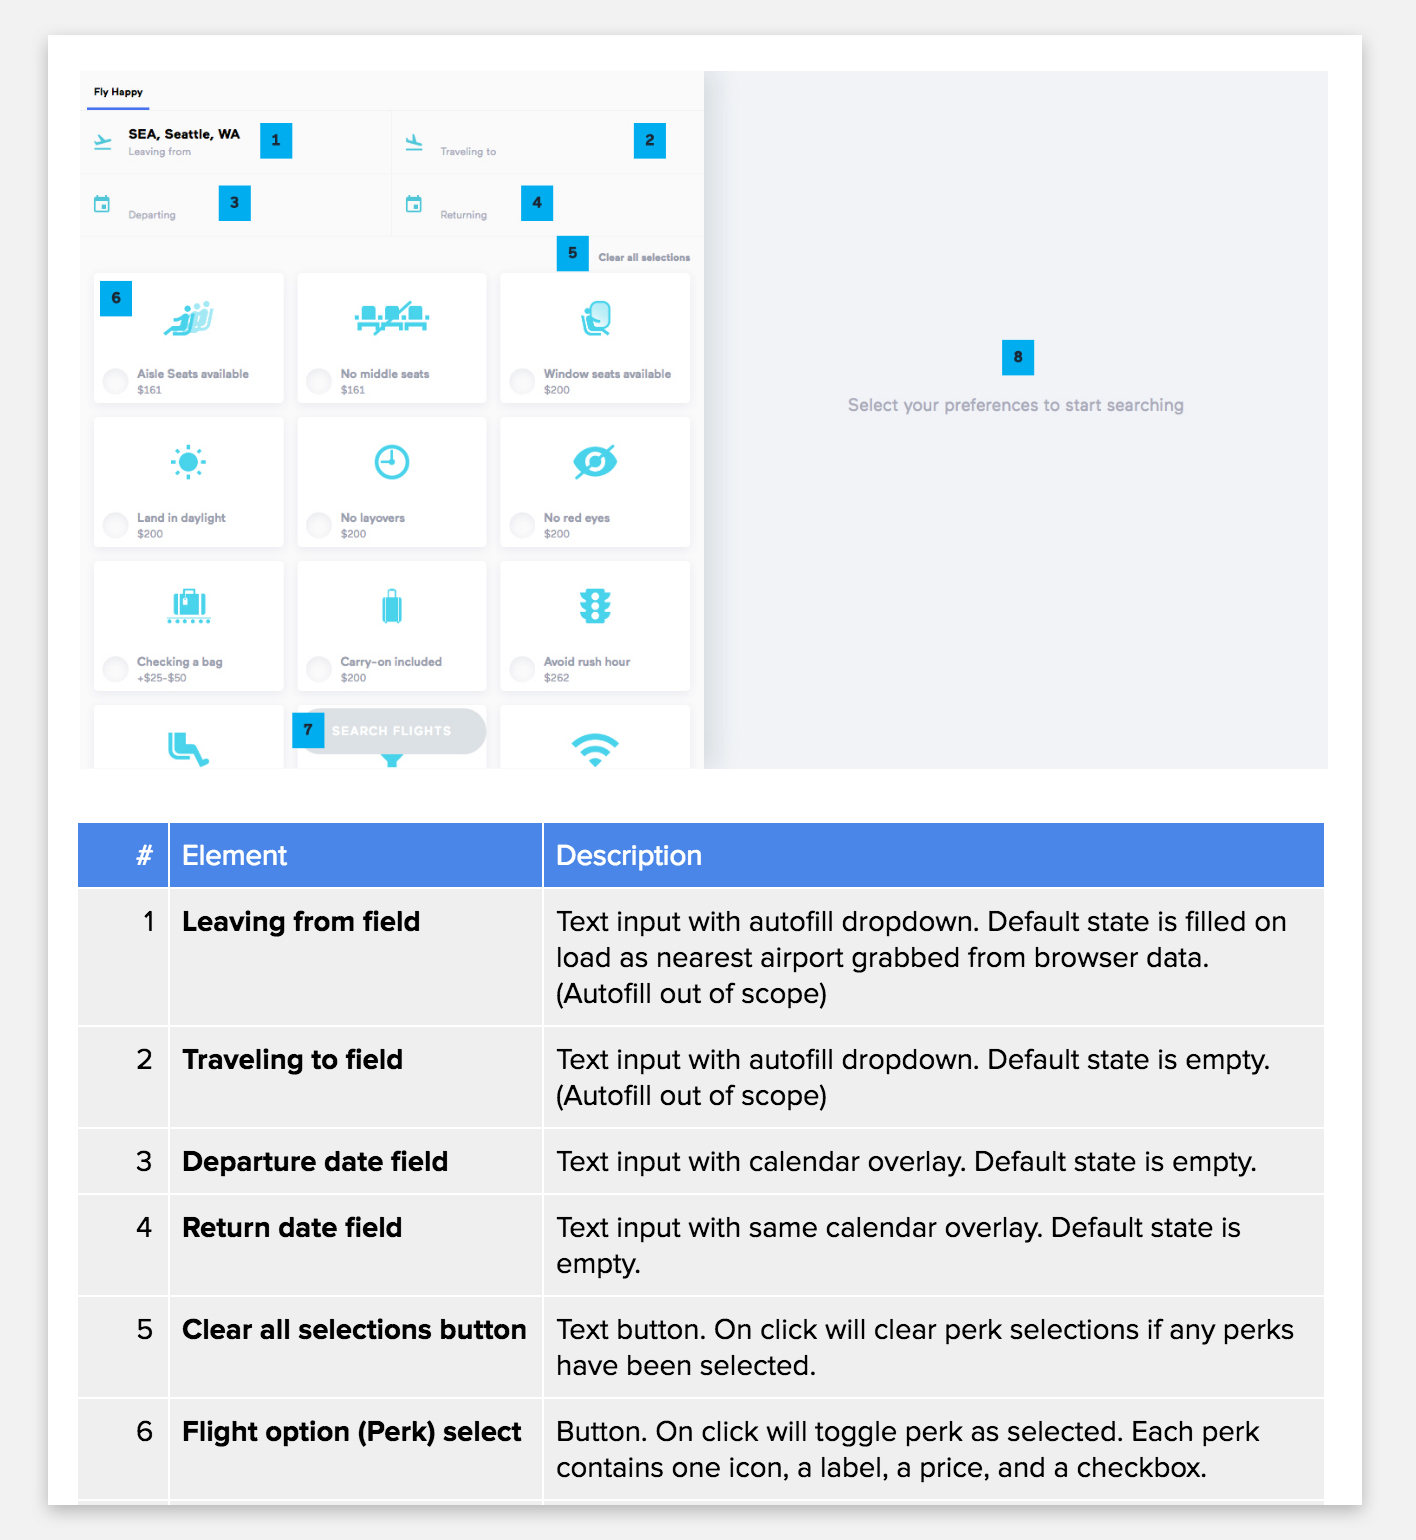 Fly Happy
SEA, Seattle, WA
Leaving from
1
Traveling to
2
Departing
3
Returning
4
5
Clear all selections
6
Aisle Seats available
$161
No middle seats
$161
Window seats available
$200
Land in daylight
$200
No layovers
$200
No red eyes
$200
Checking a bag
+$25-$50
Carry-on included
$200
Avoid rush hour
$262
7
SEARCH FLIGHTS
8
Select your preferences to start searching
# Element Description
1 Leaving from field Text input with autofill dropdown. Default state is filled on
load as nearest airport grabbed from browser data.
(Autofill out of scope)
2 Traveling to field Text input with autofill dropdown. Default state is empty.
(Autofill out of scope)
3 Departure date field Text input with calendar overlay. Default state is empty.
4 Return date field Text input with same calendar overlay. Default state is
empty.
5 Clear all selections button Text button. On click will clear perk selections if any perks
have been selected.
6 Flight option (Perk) select Button. On click will toggle perk as selected. Each perk
contains one icon, a label, a price, and a checkbox.